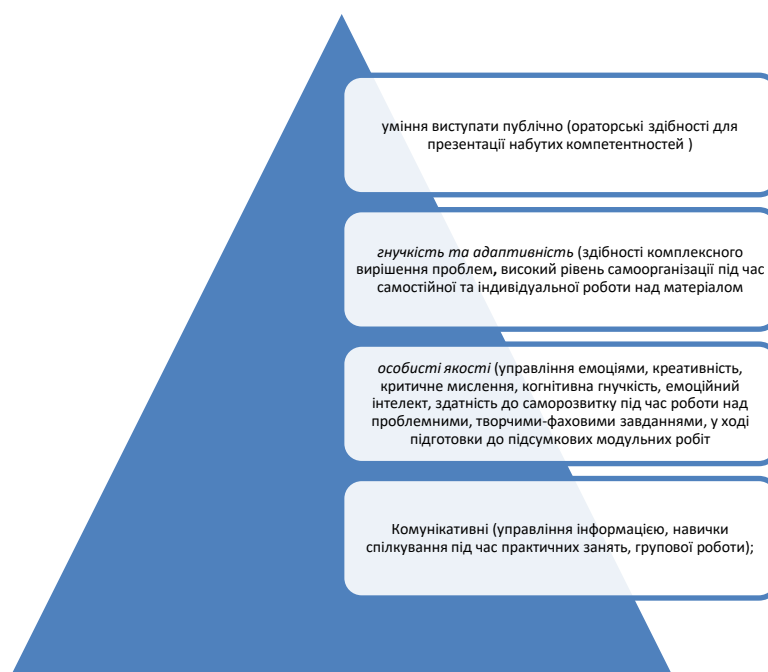 уміння виступати публічно (ораторські здібності для
презентації набутих компетентностей )
гнучкість та адаптивність (здібності комплексного
вирішення проблем, високий рівень самоорганізації під час
самостійної та індивідуальної роботи над матеріалом
особисті якості (управління емоціями, креативність,
критичне мислення, когнітивна гнучкість, емоційний
інтелект, здатність до саморозвитку під час роботи над
проблемними, творчими-фаховими завданнями, у ході
підготовки до підсумкових модульних робіт
Комунікативні (управління інформацією, навички
спілкування під час практичних занять, групової роботи);